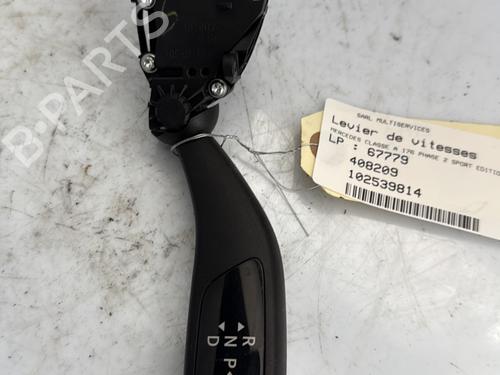 B-PARTS
SARL MULTISERVICES
Levier de vitesses
MERCEDES CLASSE A 176 PHASE 2 SPORT EDITIO
LP : 67779
408209
102539814
R
N P
D